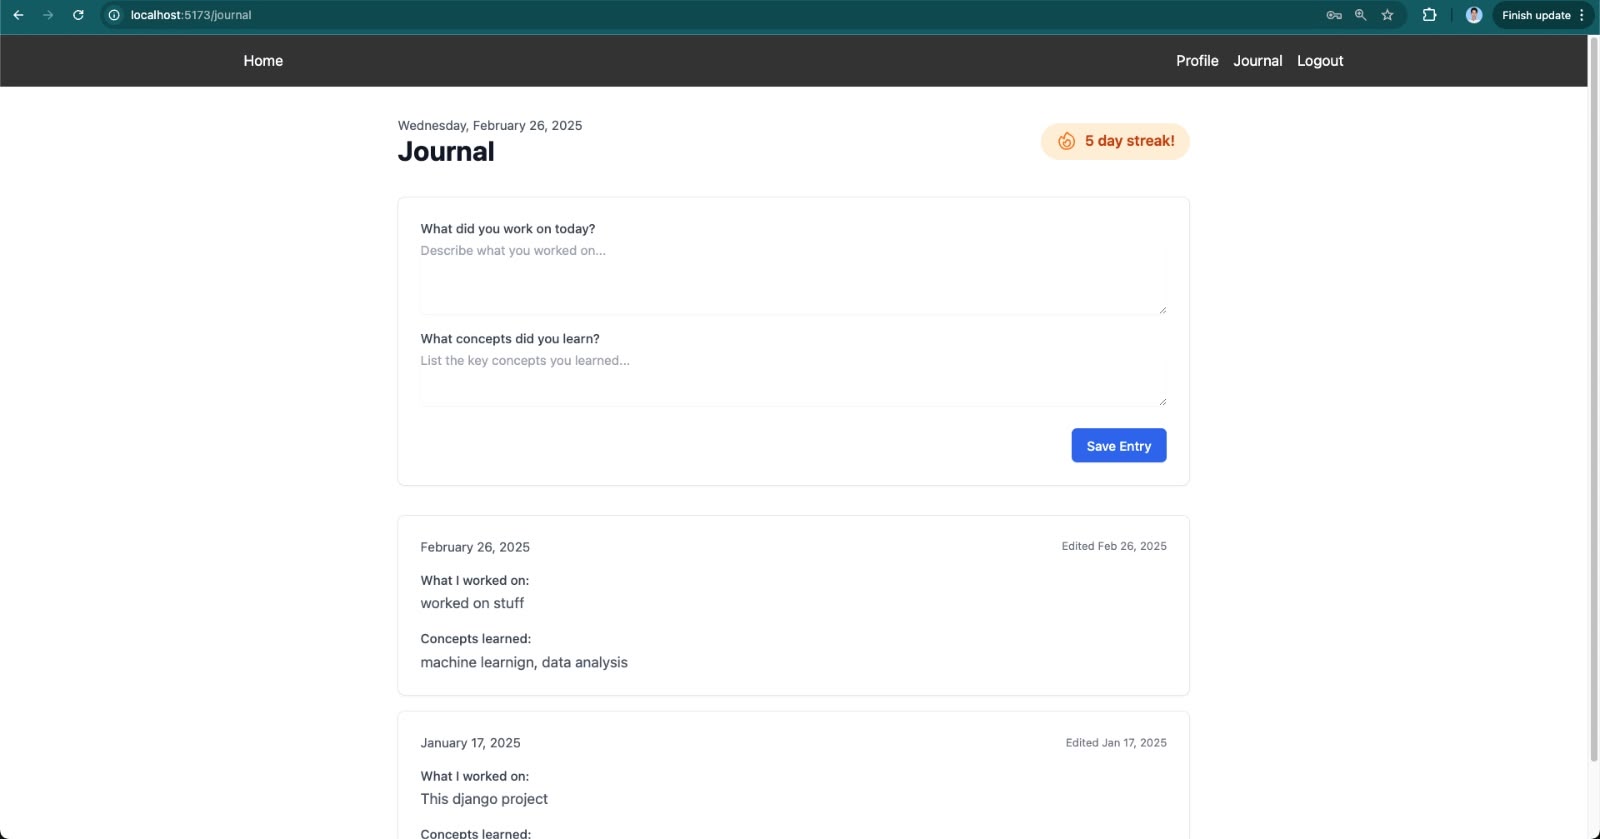 localhost:5173/journal
Finish update
Home
Profile Journal Logout
Wednesday, February 26, 2025
Journal
5 day streak!
What did you work on today?
Describe what you worked on...
What concepts did you learn?
List the key concepts you learned...
Save Entry
February 26, 2025
Edited Feb 26, 2025
What I worked on:
worked on stuff
Concepts learned:
machine learnign, data analysis
January 17, 2025
Edited Jan 17, 2025
What I worked on:
This django project
Concepts learned: